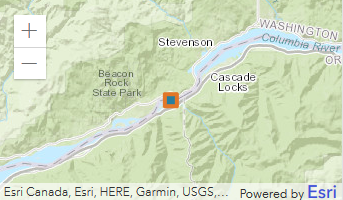 WASHINGTON
Stevenson
Columbia River
OR
Beacon
Rock
State Park
Cascade
Locks
Esri Canada, Esri, HERE, Garmin, USGS,...
Powered by Esri